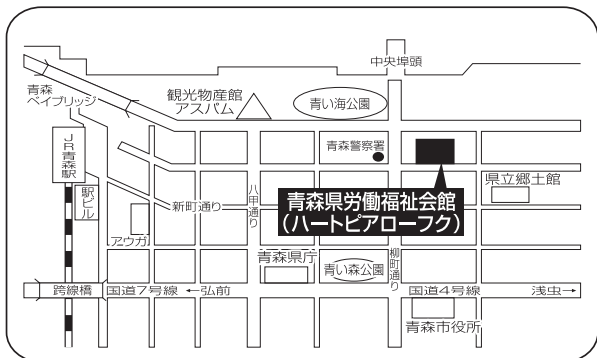 中央埠頭
青森
ベイブリッジ
観光物産館
アスパム
青い海公園
JR青森駅
青森警察署
駅ビル
県立郷土館
青森県労働福祉会館
(ハートピアローフク)
新町通り
八甲通り
アウガ
青森県庁
青い森公園
柳町通り
跨線橋
国道7号線 ←弘前
国道4号線
浅虫→
青森市役所